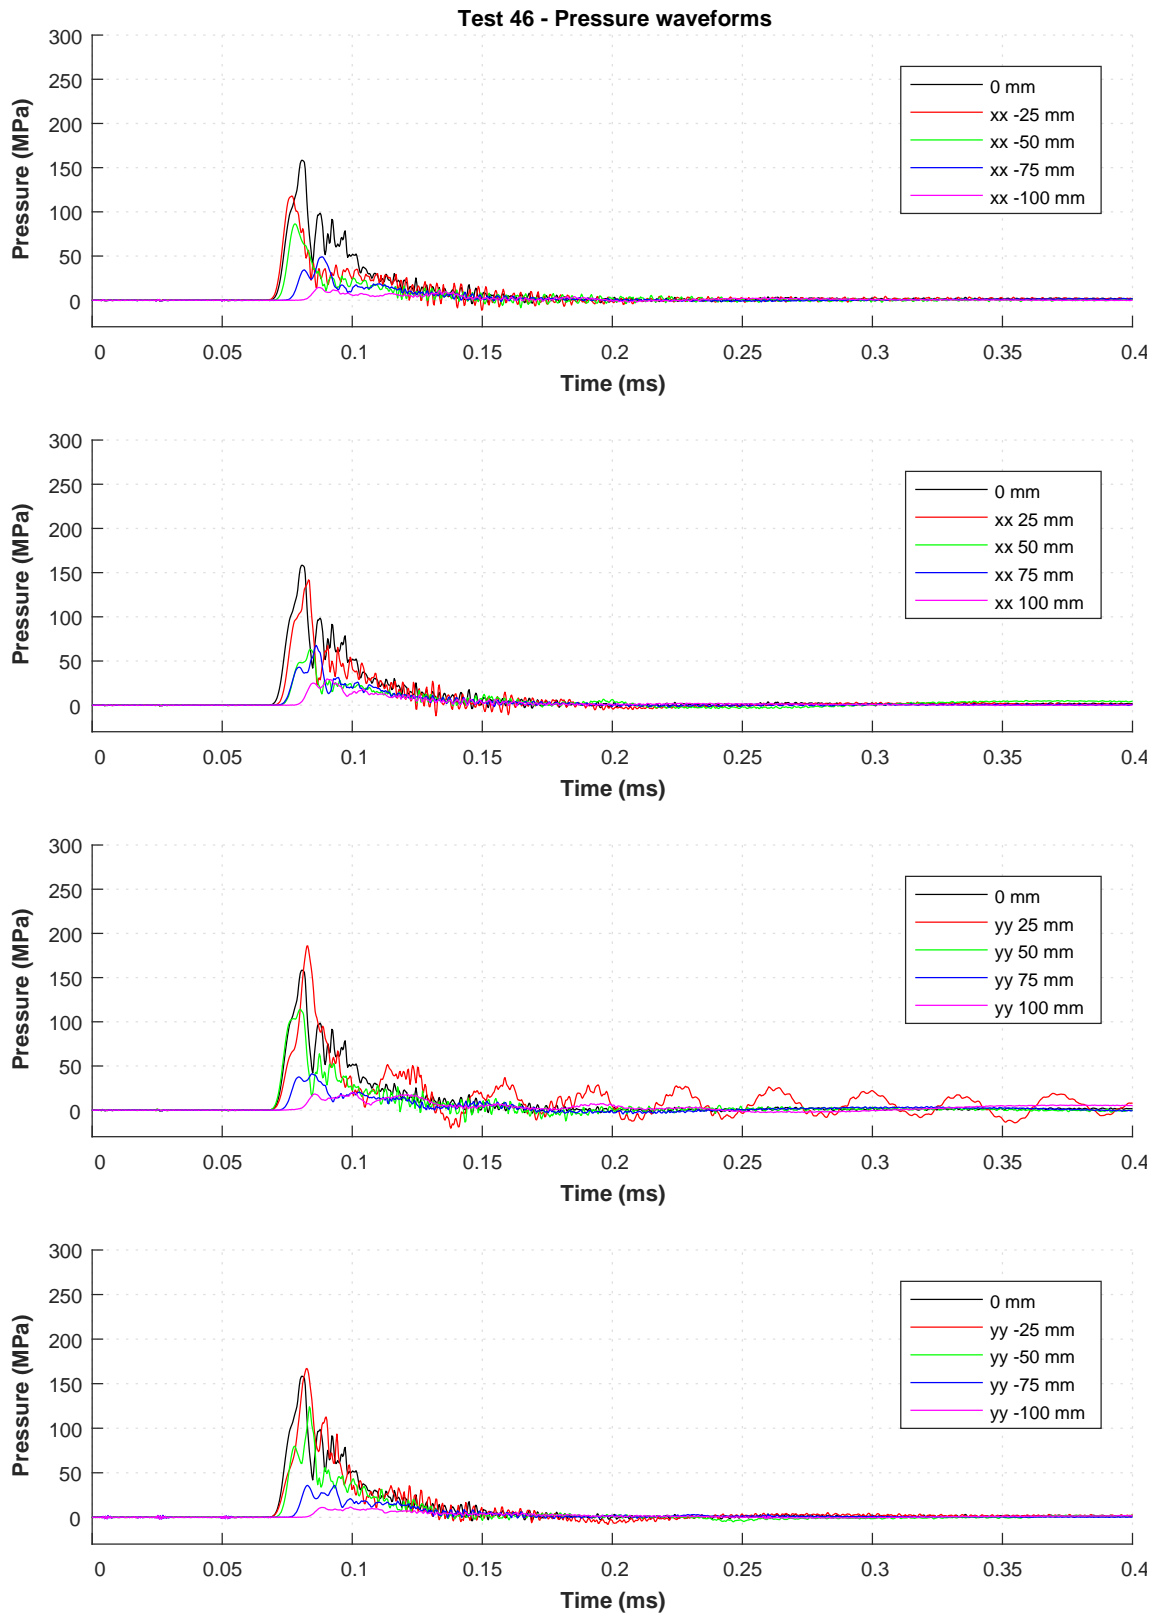 Test 46 - Pressure waveforms
300
250
200
150
100
50
0
Pressure (MPa)
0 mm
xx -25 mm
xx -50 mm
xx -75 mm
xx -100 mm
0 0.05 0.1 0.15 0.2 0.25 0.3 0.35 0.4
Time (ms)
300
250
200
150
100
50
0
Pressure (MPa)
0 mm
xx 25 mm
xx 50 mm
xx 75 mm
xx 100 mm
0 0.05 0.1 0.15 0.2 0.25 0.3 0.35 0.4
Time (ms)
300
250
200
150
100
50
0
Pressure (MPa)
0 mm
yy 25 mm
yy 50 mm
yy 75 mm
yy 100 mm
0 0.05 0.1 0.15 0.2 0.25 0.3 0.35 0.4
Time (ms)
300
250
200
150
100
50
0
Pressure (MPa)
0 mm
yy -25 mm
yy -50 mm
yy -75 mm
yy -100 mm
0 0.05 0.1 0.15 0.2 0.25 0.3 0.35 0.4
Time (ms)